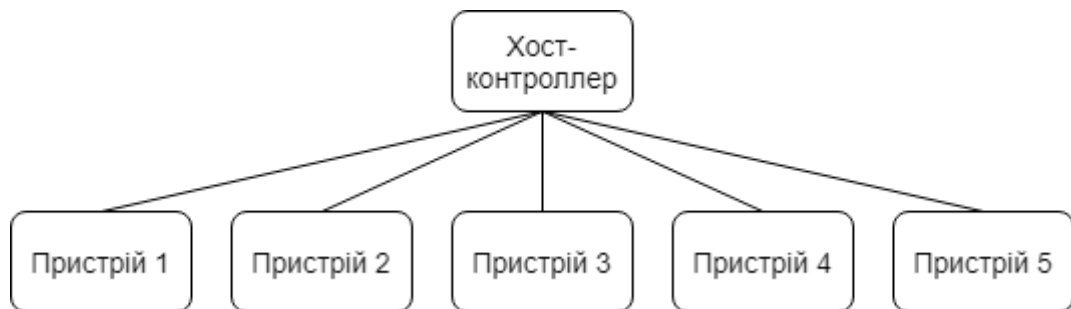 Хост-
контроллер
Пристрій 1
Пристрій 2
Пристрій 3
Пристрій 4
Пристрій 5